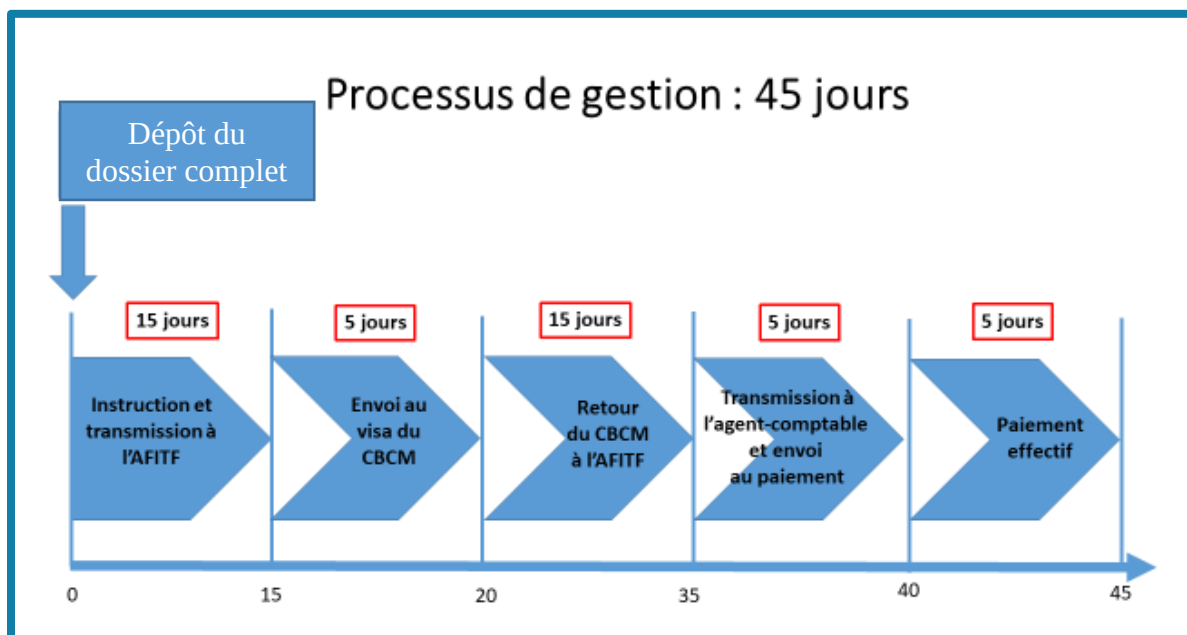 Processus de gestion : 45 jours
Dépôt du
dossier complet
15 jours
5 jours
15 jours
5 jours
5 jours
Instruction et
transmission à
l'AFITF
Envoi au
visa du
CBCM
Retour
du CBCM
à l'AFITF
Transmission à
l'agent-comptable
et envoi
au paiement
Paiement
effectif
0
15
20
35
40
45